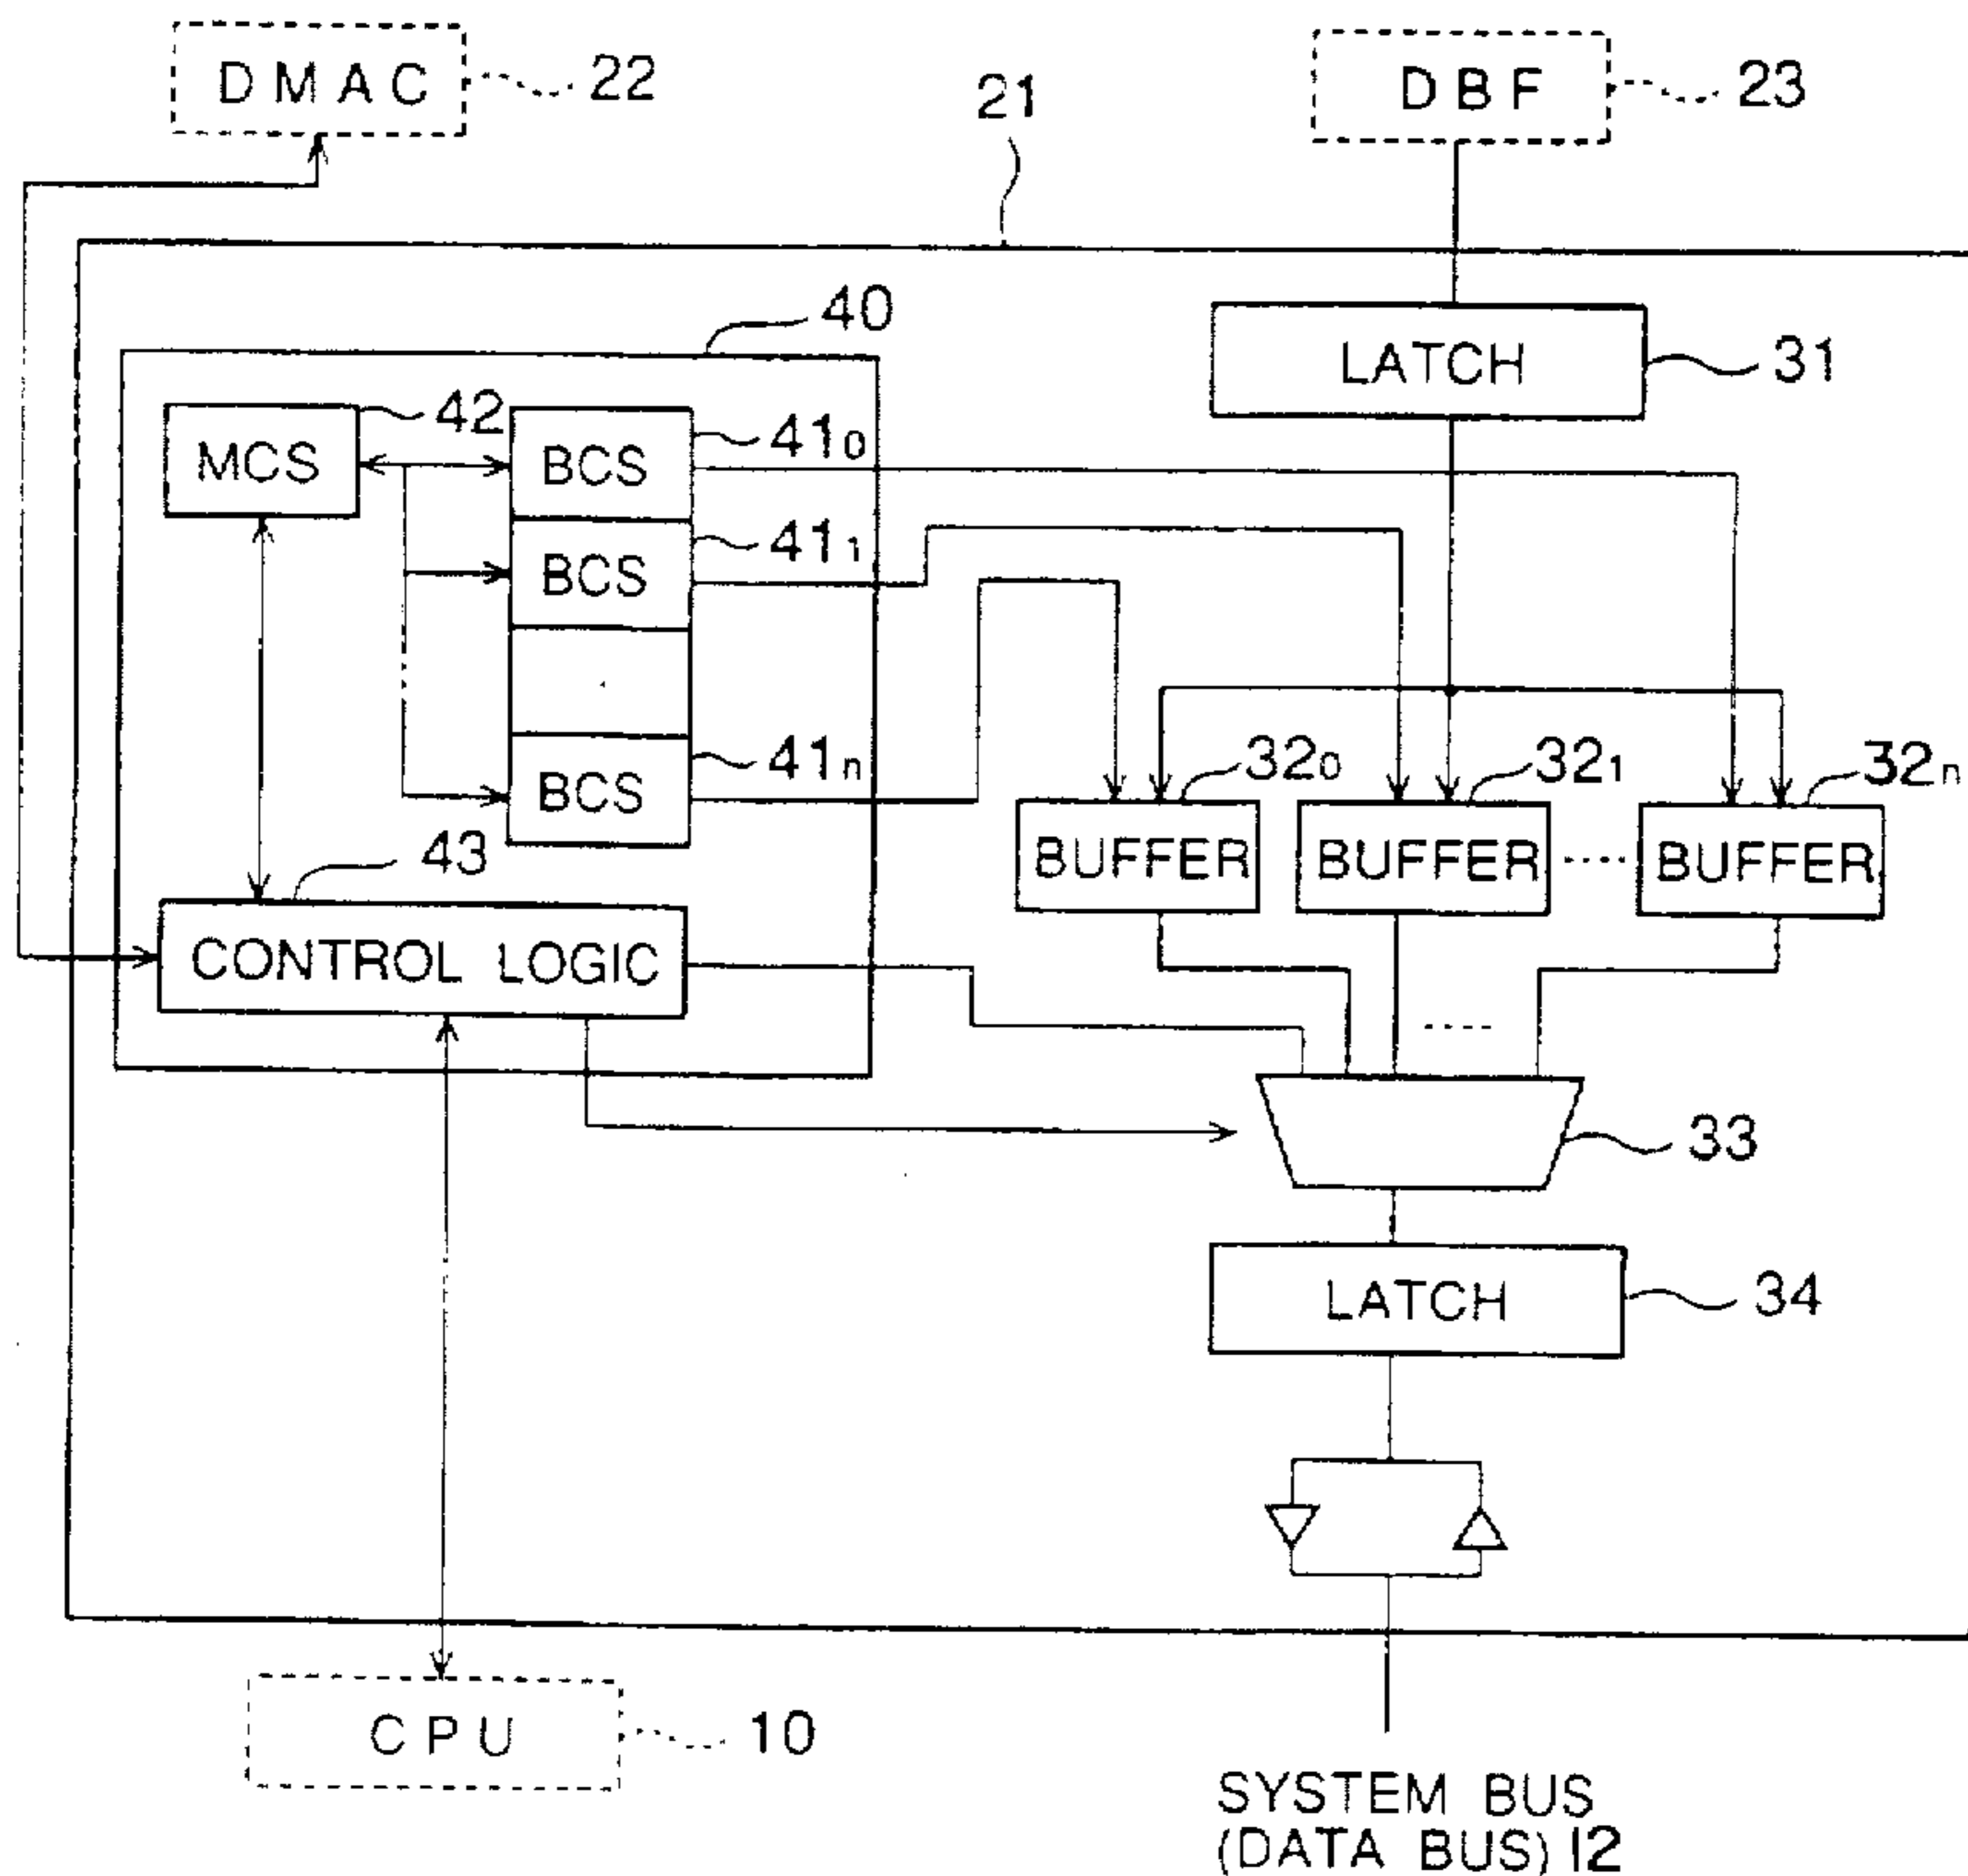 DMAC 22
DBF 23
21
40
LATCH 31
MCS 42
BCS 41₀
BCS 41₁
BCS 41ₙ
43
CONTROL LOGIC
32₀
32₁
32ₙ
BUFFER
BUFFER
BUFFER
33
LATCH 34
CPU 10
SYSTEM BUS
(DATA BUS) 12